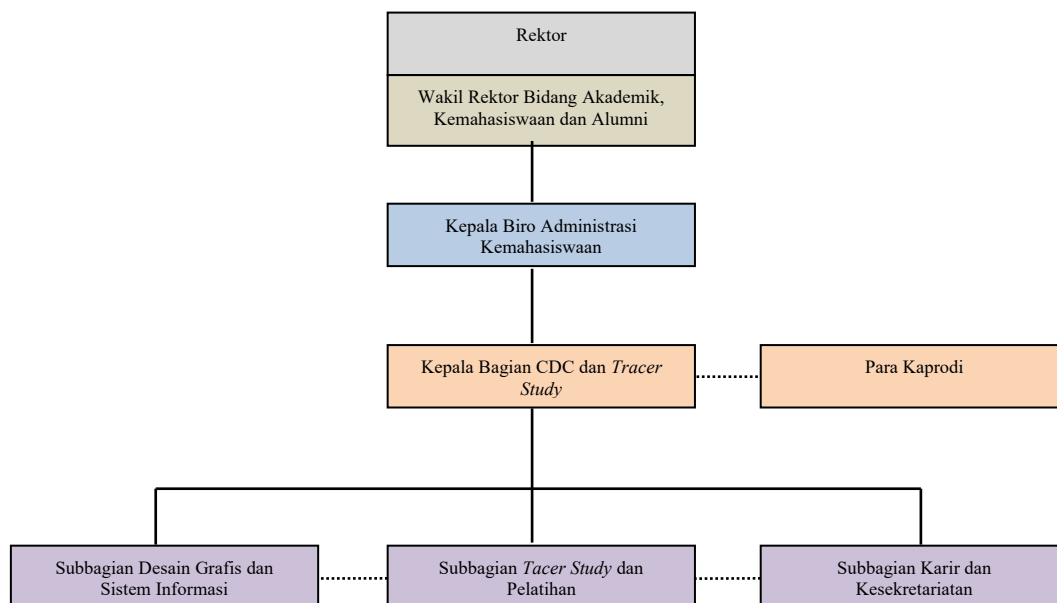 Rektor
Wakil Rektor Bidang Akademik,
Kemahasiswaan dan Alumni
Kepala Biro Administrasi
Kemahasiswaan
Kepala Bagian CDC dan Tracer
Study
Para Kaprodi
Subbagian Desain Grafis dan
Sistem Informasi
Subbagian Tacer Study dan
Pelatihan
Subbagian Karir dan
Kesekretariatan